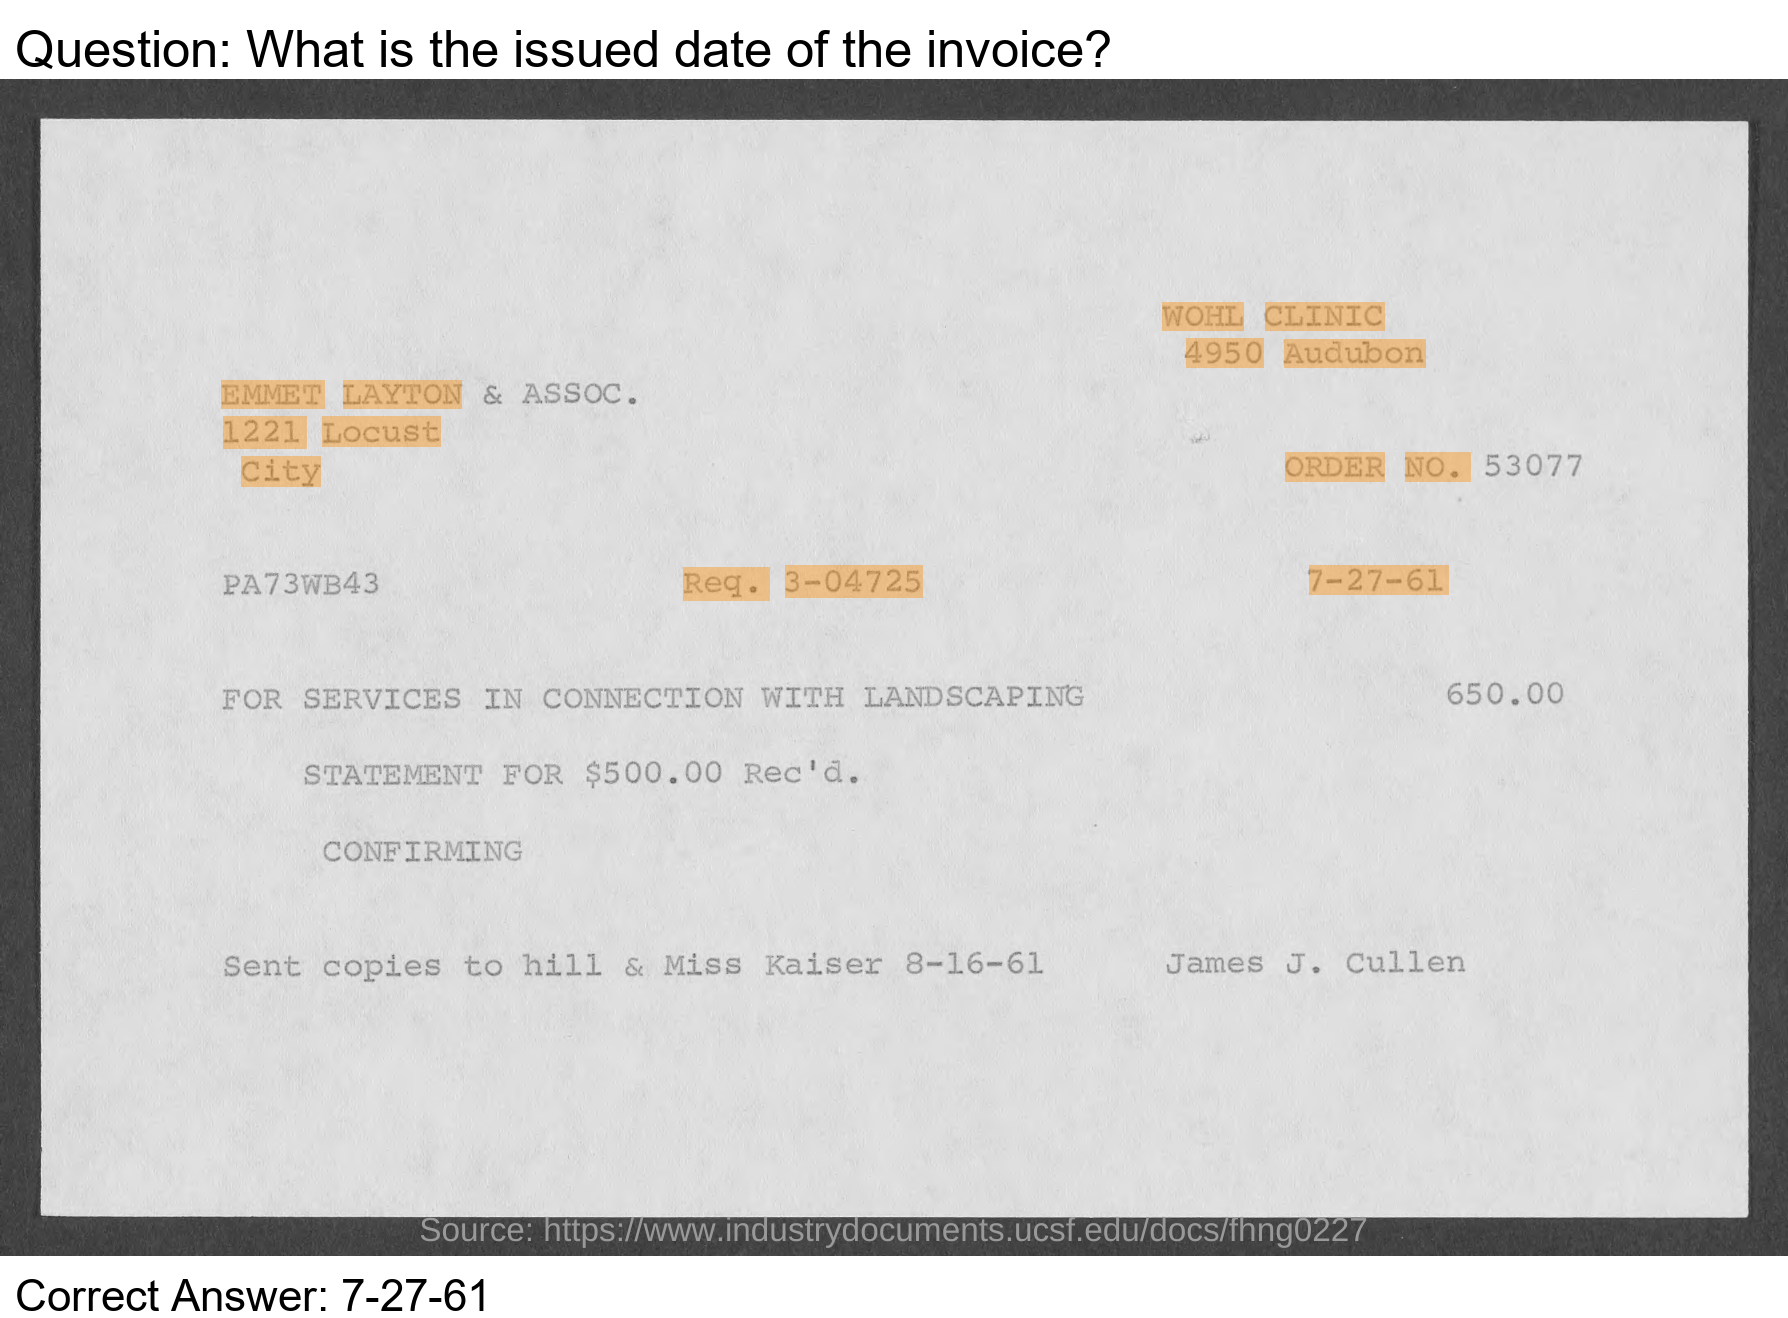 Question: What is the issued date of the invoice?
WOHL CLINIC
4950 Audubon
EMMET LAYTON & ASSOC.
1221 Locust
City
ORDER NO. 53077
PA73WB43 Req. 3-04725 7-27-61
FOR SERVICES IN CONNECTION WITH LANDSCAPING 650.00
STATEMENT FOR $500.00 Rec'd.
CONFIRMING
Sent copies to hill & Miss Kaiser 8-16-61 James J. Cullen
Source: https://www.industrydocuments.ucsf.edu/docs/fhng0227
Correct Answer: 7-27-61